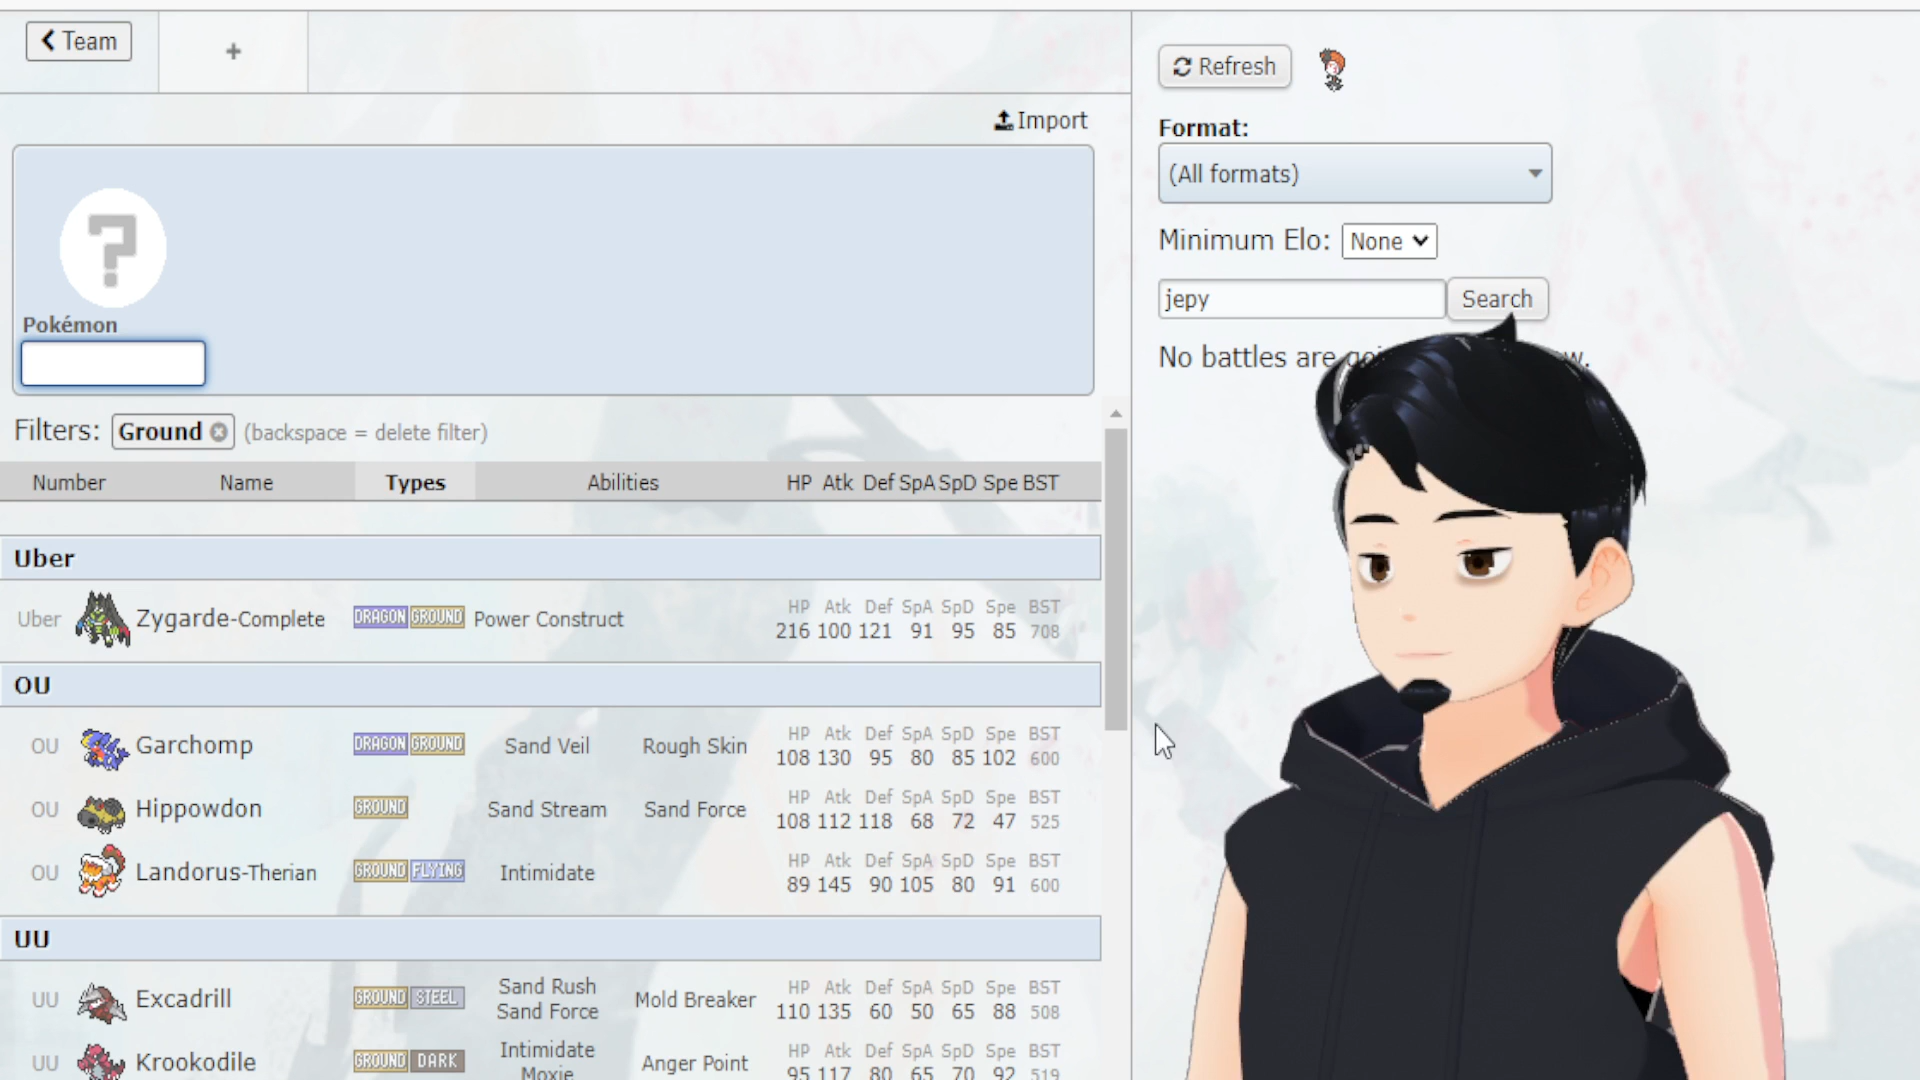 Team
+
Import
?
Pokémon
Filters: Ground (backspace = delete filter)
Number Name Types Abilities HP Atk Def SpA SpD Spe BST
Uber
Uber Zygarde-Complete DRAGON GROUND Power Construct HP 216 Atk 100 Def 121 SpA 91 SpD 95 Spe 85 BST 708
OU
OU Garchomp DRAGON GROUND Sand Veil Rough Skin HP 108 Atk 130 Def 95 SpA 80 SpD 85 Spe 102 BST 600
OU Hippowdon GROUND Sand Stream Sand Force HP 108 Atk 112 Def 118 SpA 68 SpD 72 Spe 47 BST 525
OU Landorus-Therian GROUND FLYING Intimidate HP 89 Atk 145 Def 90 SpA 105 SpD 80 Spe 91 BST 600
UU
UU Excadrill GROUND STEEL Sand Rush Sand Force Mold Breaker HP 110 Atk 135 Def 60 SpA 50 SpD 65 Spe 88 BST 508
UU Krookodile GROUND DARK Intimidate Moxie Anger Point HP 95 Atk 117 Def 80 SpA 65 SpD 70 Spe 92 BST 519
Refresh
Format:
(All formats)
Minimum Elo: None
jepy Search
No battles are